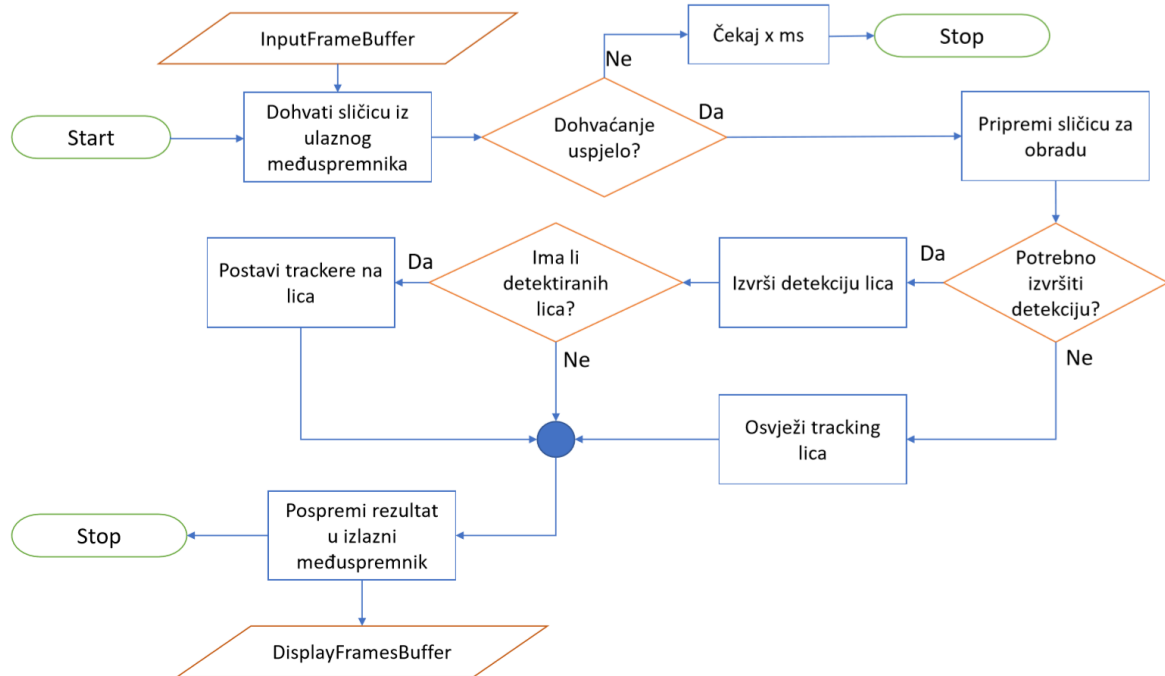 InputFrameBuffer
Čekaj x ms
Stop
Ne
Start
Dohvati sličicu iz
ulaznog
međuspremnika
Dohvaćanje
uspjelo?
Da
Pripremi sličicu za
obradu
Postavi trackere na
lica
Da
Ima li
detektiranih
lica?
Izvrši detekciju lica
Da
Potrebno
izvršiti
detekciju?
Ne
Ne
Osvježi tracking
lica
Stop
Pospremi rezultat
u izlazni
međuspremnik
DisplayFramesBuffer